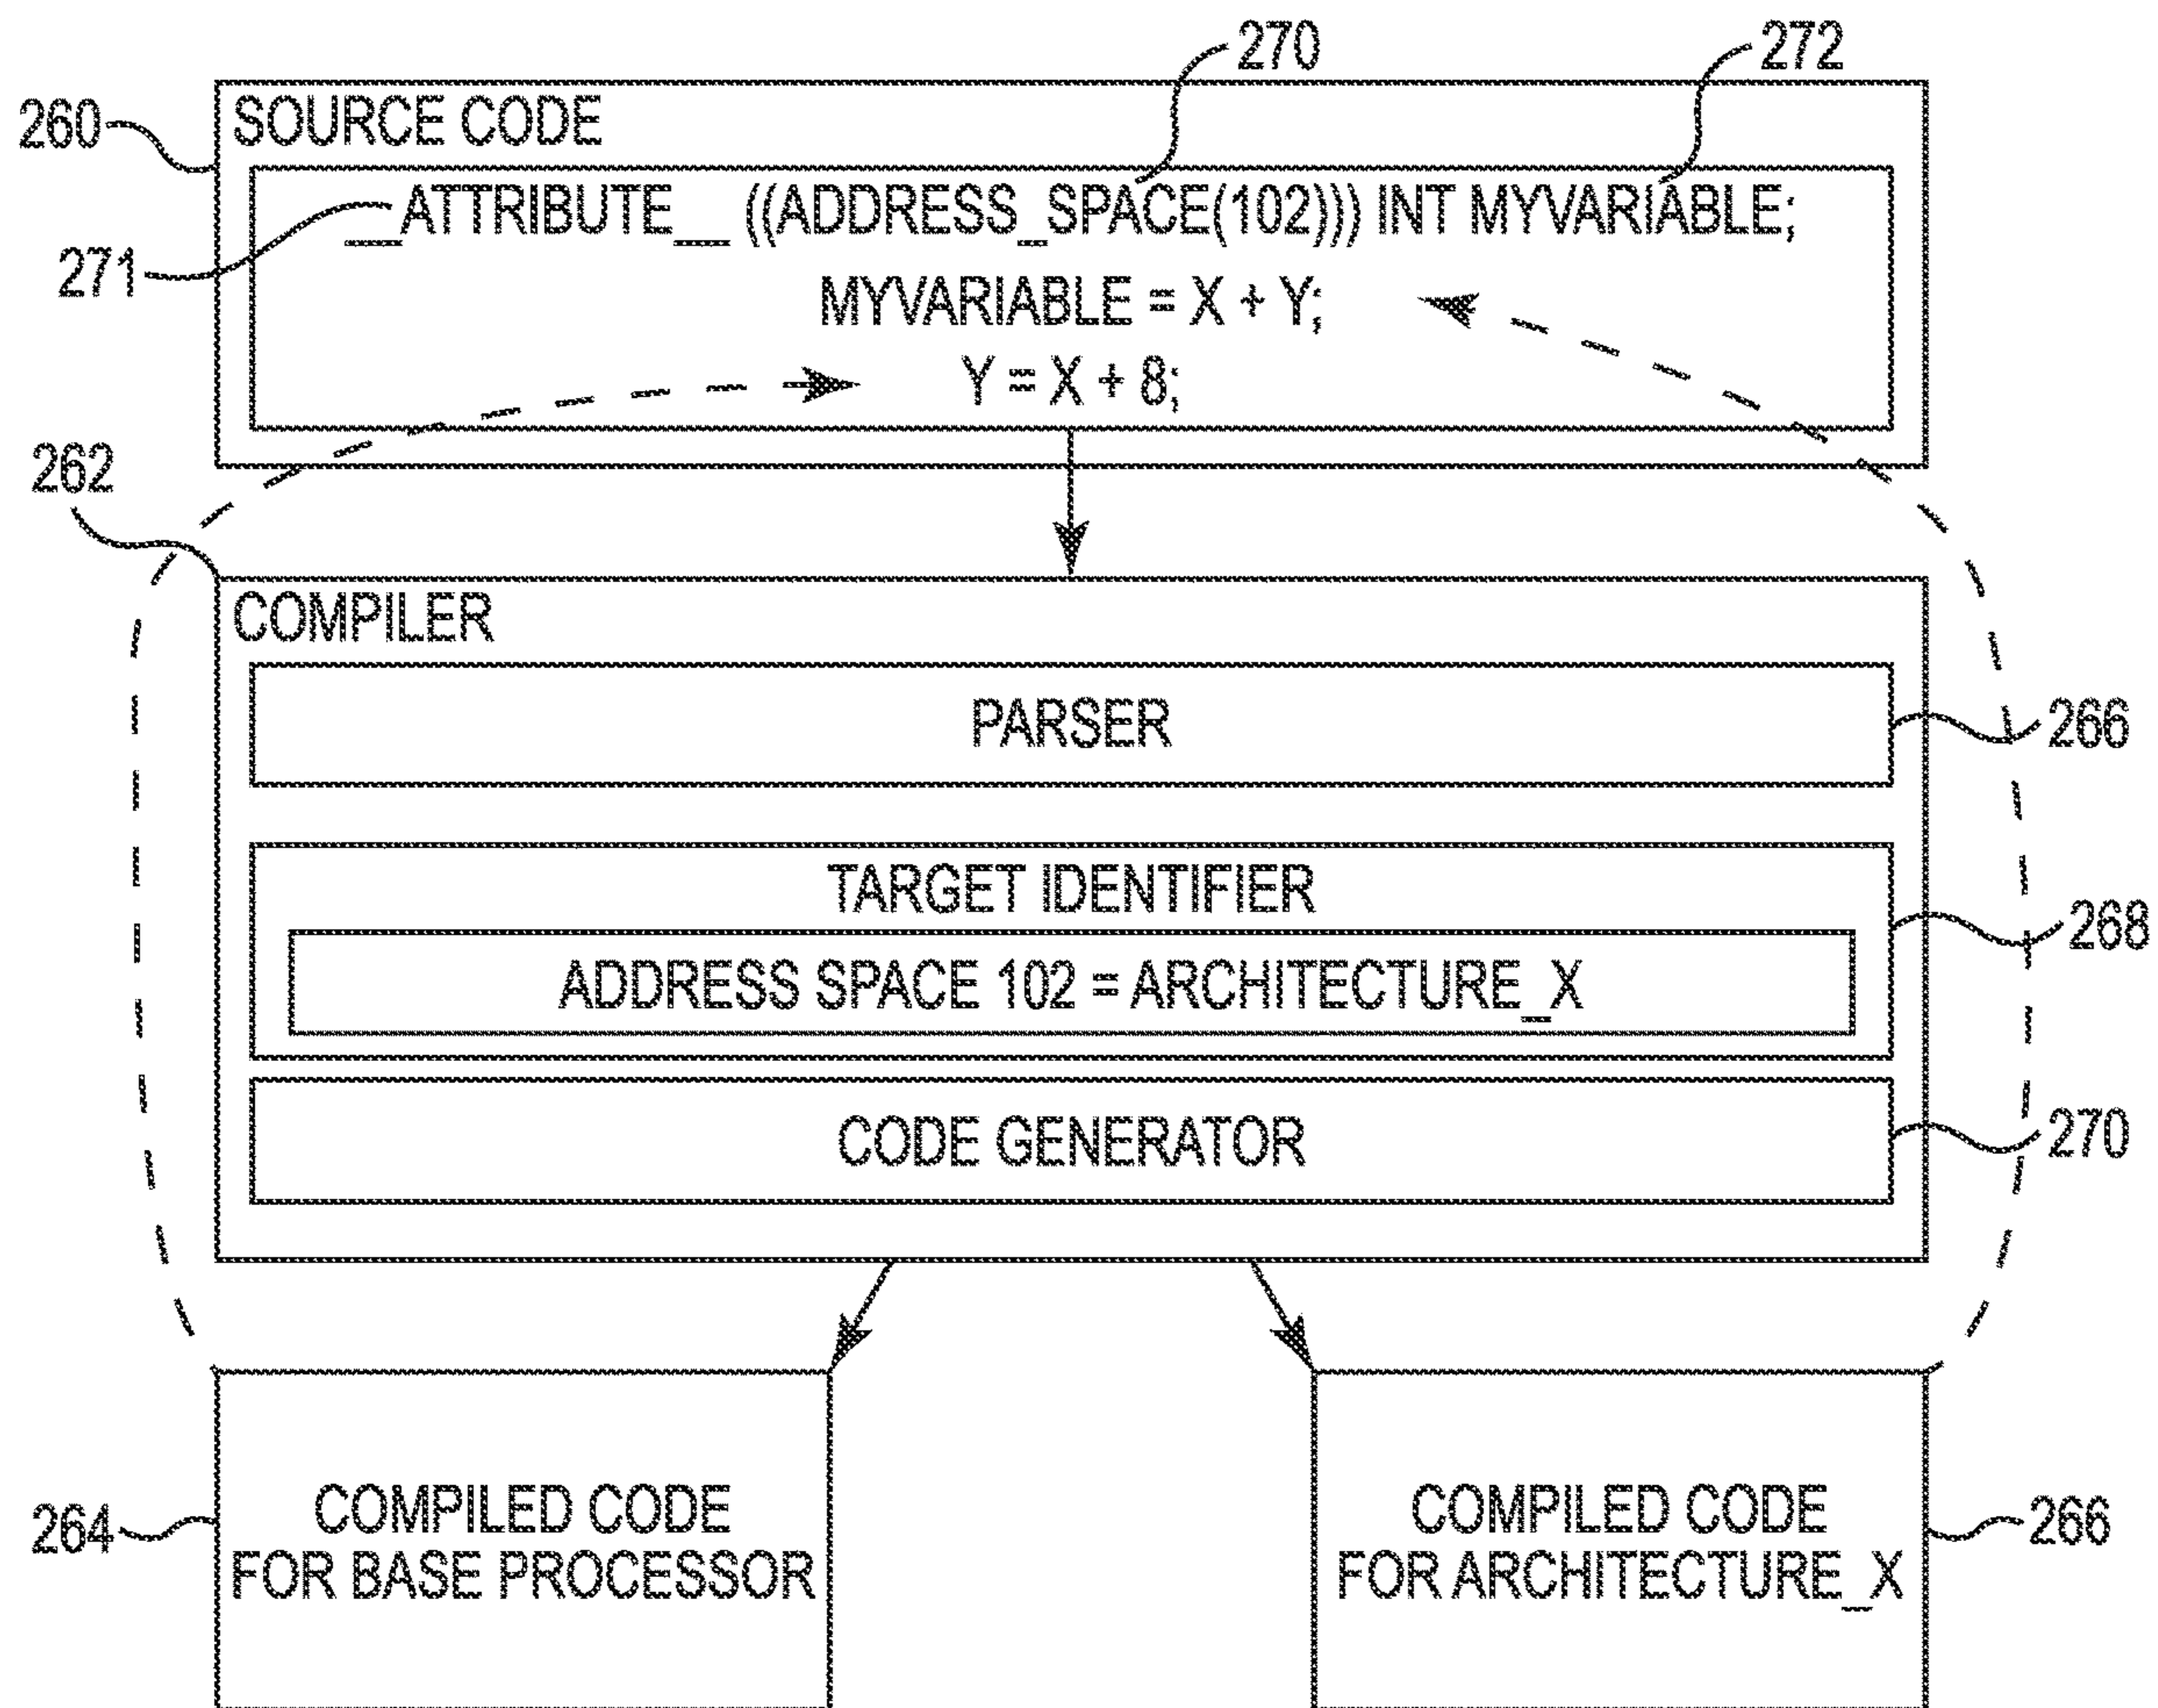 270
272
260
SOURCE CODE
__ATTRIBUTE__ ((ADDRESS_SPACE(102))) INT MYVARIABLE;
271
MYVARIABLE = X + Y;
Y = X + 8;
262
COMPILER
PARSER
266
TARGET IDENTIFIER
268
ADDRESS SPACE 102 = ARCHITECTURE_X
CODE GENERATOR
270
264
COMPILED CODE
FOR BASE PROCESSOR
COMPILED CODE
FOR ARCHITECTURE_X
266